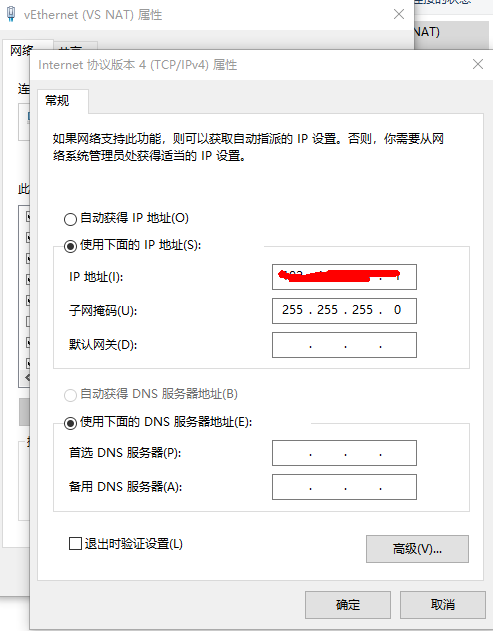 vEthernet (VS NAT) 属性
NAT)
网络
Internet 协议版本 4 (TCP/IPv4) 属性
常规
如果网络支持此功能，则可以获取自动指派的 IP 设置。否则，你需要从网
络系统管理员处获得适当的 IP 设置。
自动获得 IP 地址(O)
使用下面的 IP 地址(S):
IP 地址(I):
子网掩码(U):
255 . 255 . 255 . 0
默认网关(D):
自动获得 DNS 服务器地址(B)
使用下面的 DNS 服务器地址(E):
首选 DNS 服务器(P):
备用 DNS 服务器(A):
退出时验证设置(L)
高级(V)...
确定
取消